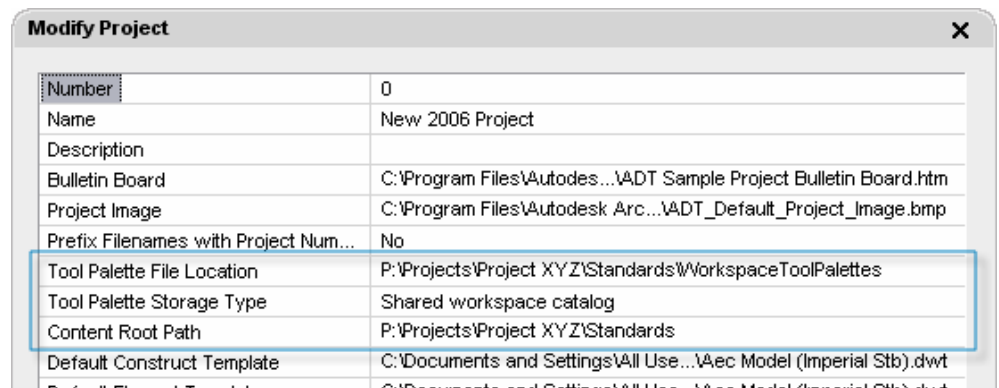 Modify Project
Number 0
Name New 2006 Project
Description
Bulletin Board C:\Program Files\Autodes...\ADT Sample Project Bulletin Board.htm
Project Image C:\Program Files\Autodesk Arc...\ADT_Default_Project_Image.bmp
Prefix Filenames with Project Num... No
Tool Palette File Location P:\Projects\Project XYZ\Standards\WorkspaceToolPalettes
Tool Palette Storage Type Shared workspace catalog
Content Root Path P:\Projects\Project XYZ\Standards
Default Construct Template C:\Documents and Settings\All Use...\Aec Model (Imperial Stb).dwt